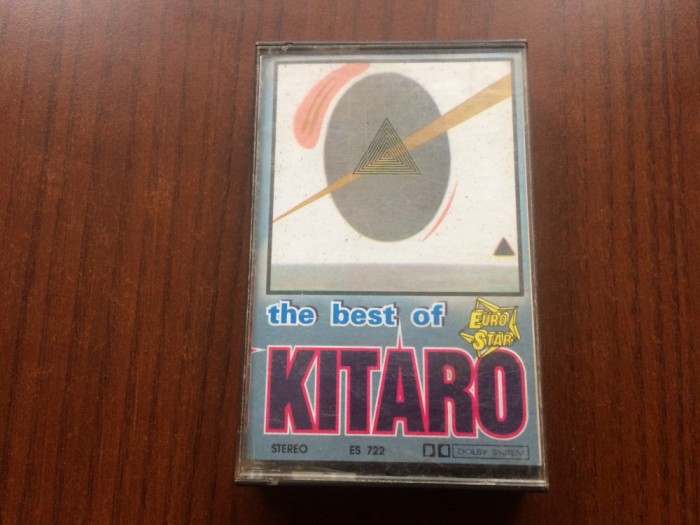 the best of
EURO
STAR
KITARO
STEREO ES 722 DOLBY SYSTEM